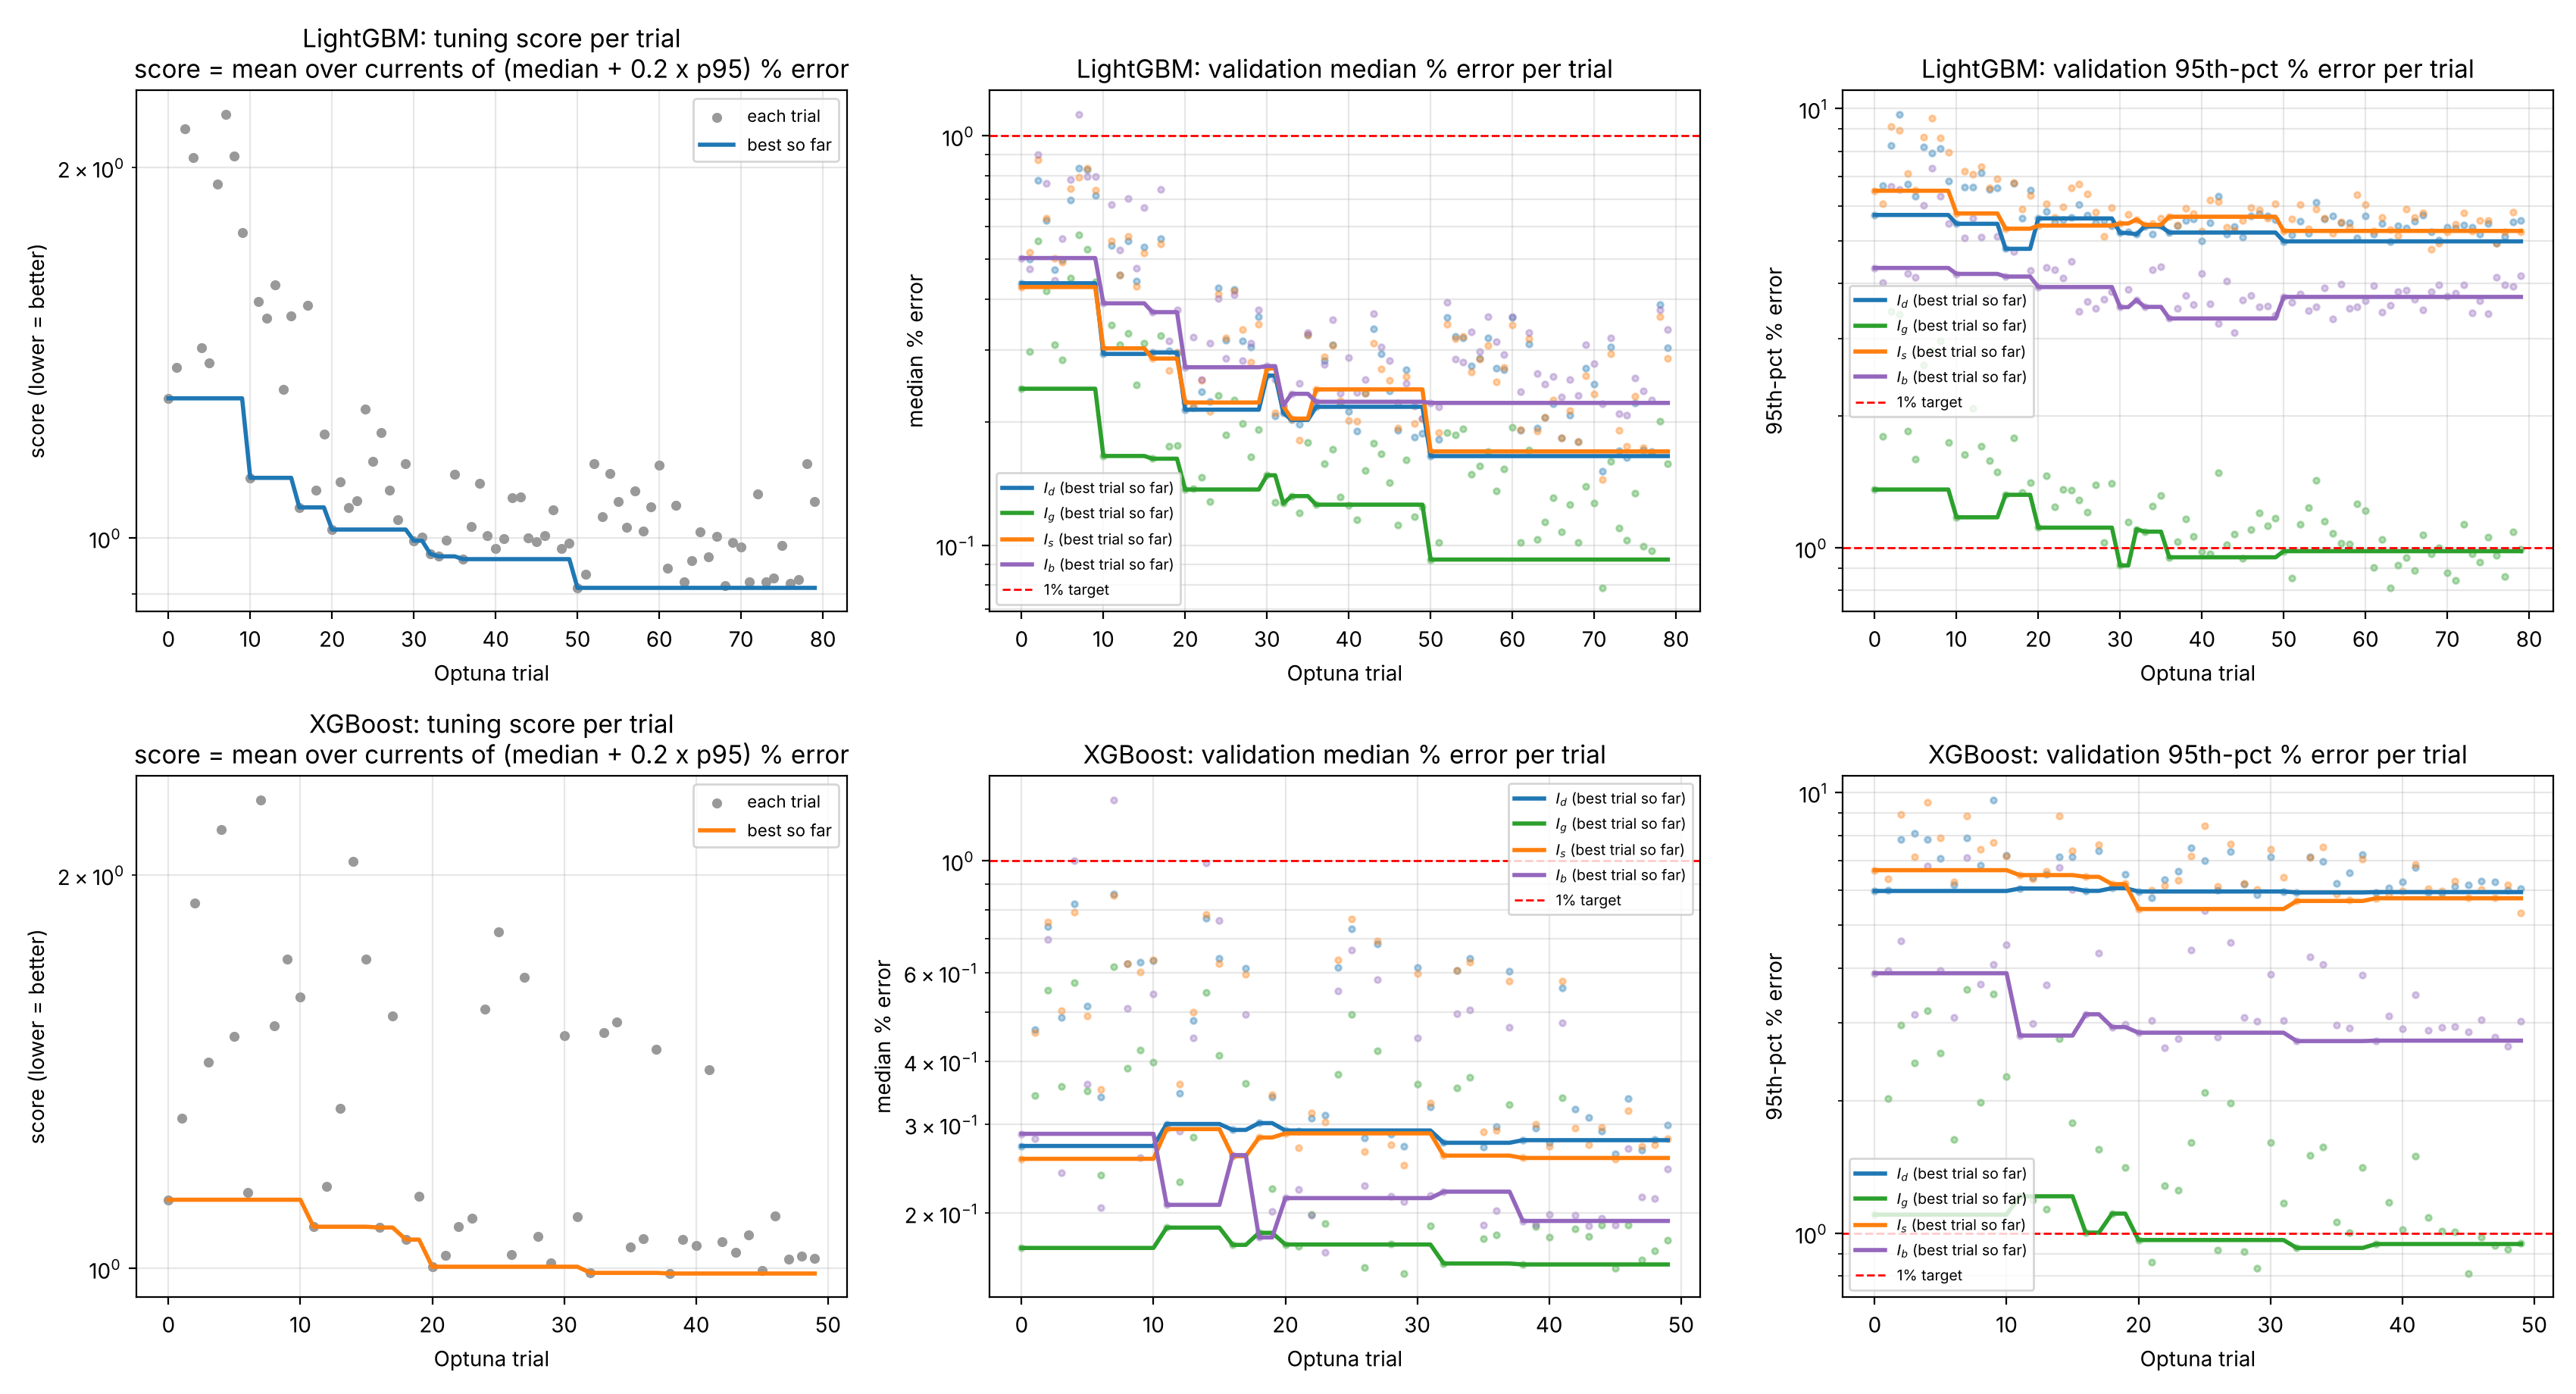 LightGBM: tuning score per trial
score = mean over currents of (median + 0.2 x p95) % error
2 × 10⁰
10⁰
score (lower = better)
each trial
best so far
0 10 20 30 40 50 60 70 80
Optuna trial
LightGBM: validation median % error per trial
10⁰
10⁻¹
median % error
I_d (best trial so far)
I_g (best trial so far)
I_s (best trial so far)
I_b (best trial so far)
1% target
0 10 20 30 40 50 60 70 80
Optuna trial
LightGBM: validation 95th-pct % error per trial
10¹
10⁰
95th-pct % error
I_d (best trial so far)
I_g (best trial so far)
I_s (best trial so far)
I_b (best trial so far)
1% target
0 10 20 30 40 50 60 70 80
Optuna trial
XGBoost: tuning score per trial
score = mean over currents of (median + 0.2 x p95) % error
2 × 10⁰
10⁰
score (lower = better)
each trial
best so far
0 10 20 30 40 50
Optuna trial
XGBoost: validation median % error per trial
10⁰
6 × 10⁻¹
4 × 10⁻¹
3 × 10⁻¹
2 × 10⁻¹
median % error
I_d (best trial so far)
I_g (best trial so far)
I_s (best trial so far)
I_b (best trial so far)
1% target
0 10 20 30 40 50
Optuna trial
XGBoost: validation 95th-pct % error per trial
10¹
10⁰
95th-pct % error
I_d (best trial so far)
I_g (best trial so far)
I_s (best trial so far)
I_b (best trial so far)
1% target
0 10 20 30 40 50
Optuna trial